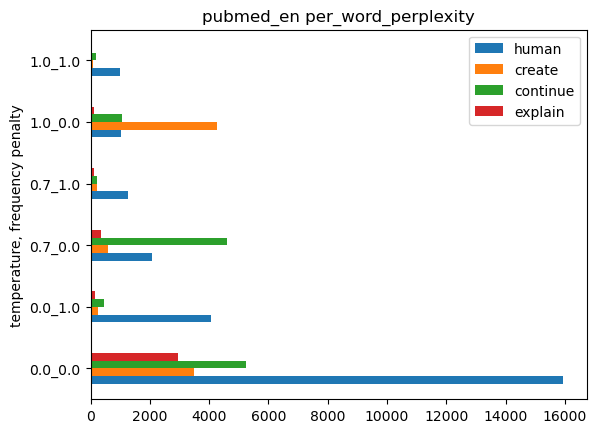 pubmed_en per_word_perplexity
human
create
continue
explain
temperature, frequency penalty
1.0_1.0
1.0_0.0
0.7_1.0
0.7_0.0
0.0_1.0
0.0_0.0
0 2000 4000 6000 8000 10000 12000 14000 16000